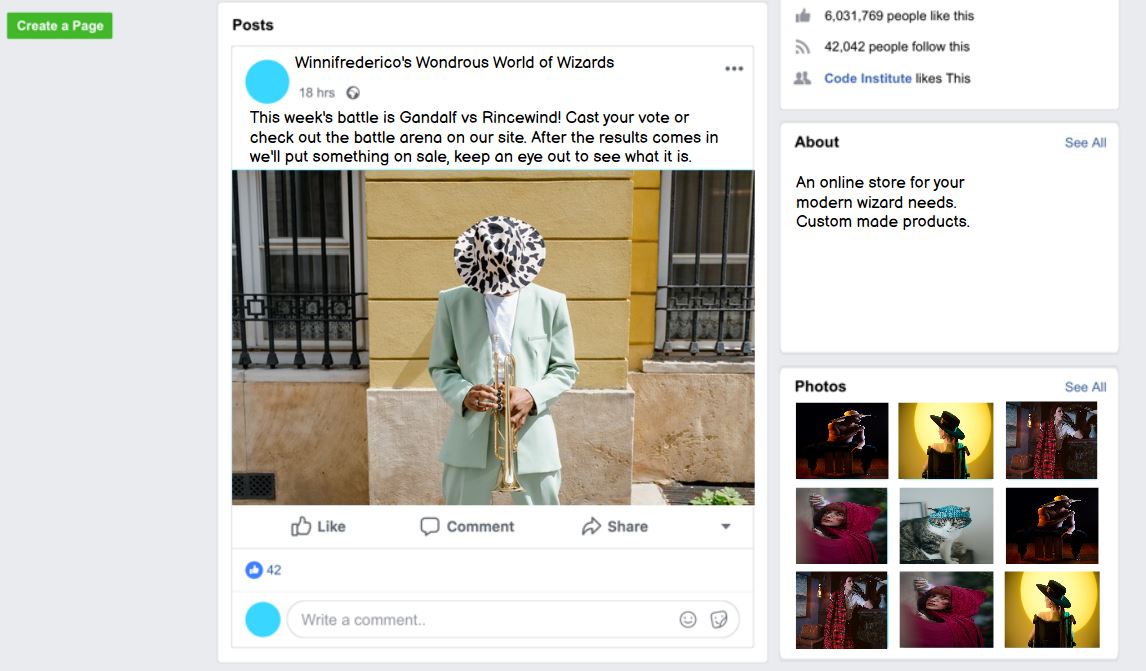 Create a Page
Posts
Winnifrederico's Wondrous World of Wizards
18 hrs
This week's battle is Gandalf vs Rincewind! Cast your vote or
check out the battle arena on our site. After the results comes in
we'll put something on sale, keep an eye out to see what it is.
Like
Comment
Share
42
Write a comment..
6,031,769 people like this
42,042 people follow this
Code Institute likes This
About
See All
An online store for your
modern wizard needs.
Custom made products.
Photos
See All